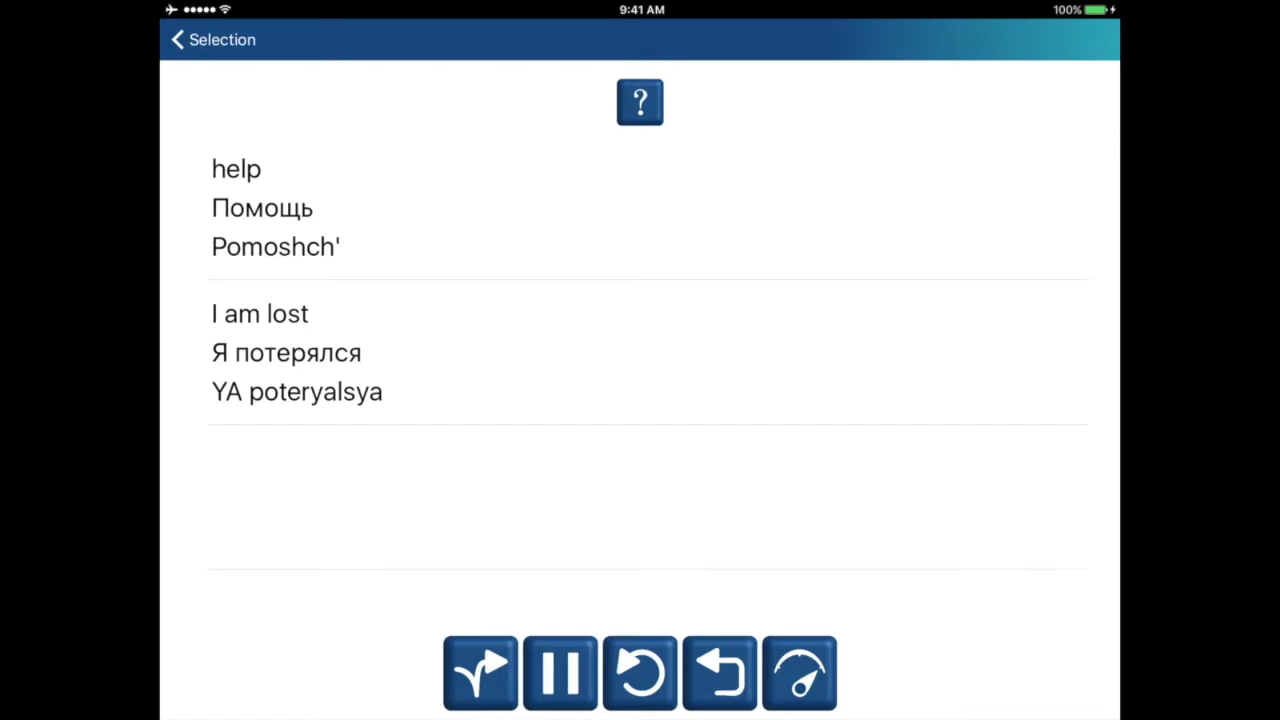 9:41 AM
100%
Selection
?
help
Помощь
Pomoshch'
I am lost
Я потерялся
YA poteryalsya